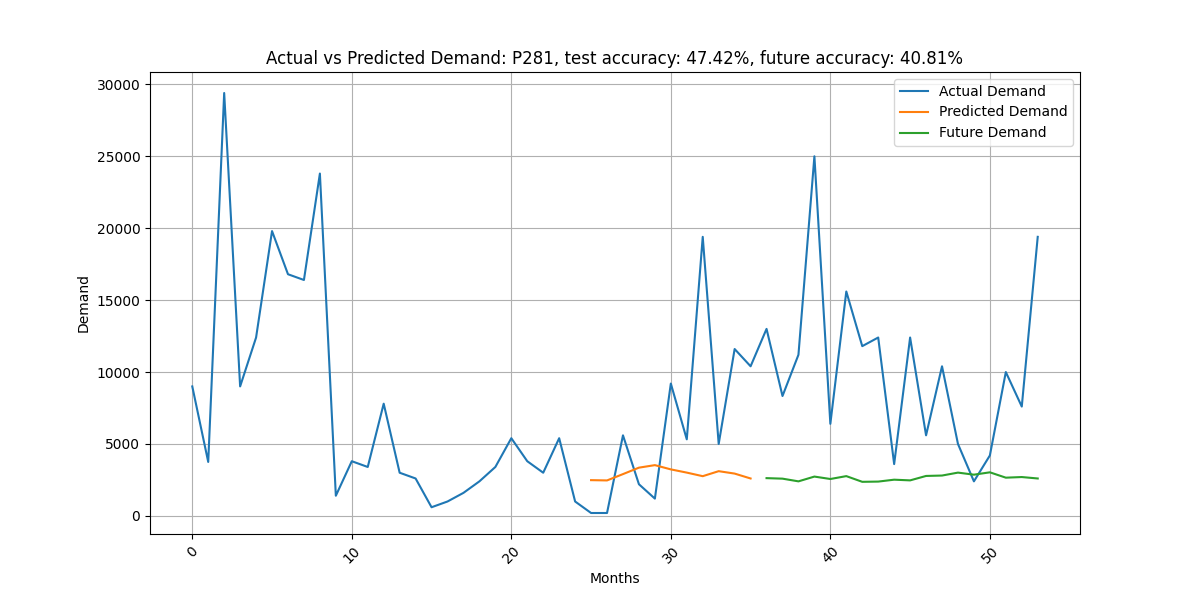 Actual vs Predicted Demand: P281, test accuracy: 47.42%, future accuracy: 40.81%
Actual Demand
Predicted Demand
Future Demand
30000
25000
20000
15000
10000
5000
0
Demand
0
10
20
30
40
50
Months